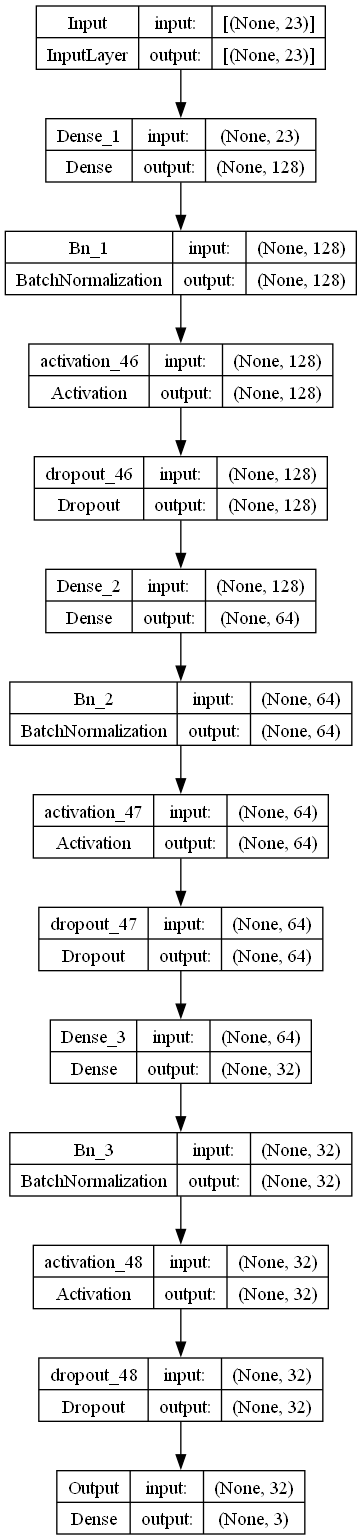 Input input: [(None, 23)]
InputLayer output: [(None, 23)]
Dense_1 input: (None, 23)
Dense output: (None, 128)
Bn_1 input: (None, 128)
BatchNormalization output: (None, 128)
activation_46 input: (None, 128)
Activation output: (None, 128)
dropout_46 input: (None, 128)
Dropout output: (None, 128)
Dense_2 input: (None, 128)
Dense output: (None, 64)
Bn_2 input: (None, 64)
BatchNormalization output: (None, 64)
activation_47 input: (None, 64)
Activation output: (None, 64)
dropout_47 input: (None, 64)
Dropout output: (None, 64)
Dense_3 input: (None, 64)
Dense output: (None, 32)
Bn_3 input: (None, 32)
BatchNormalization output: (None, 32)
activation_48 input: (None, 32)
Activation output: (None, 32)
dropout_48 input: (None, 32)
Dropout output: (None, 32)
Output input: (None, 32)
Dense output: (None, 3)